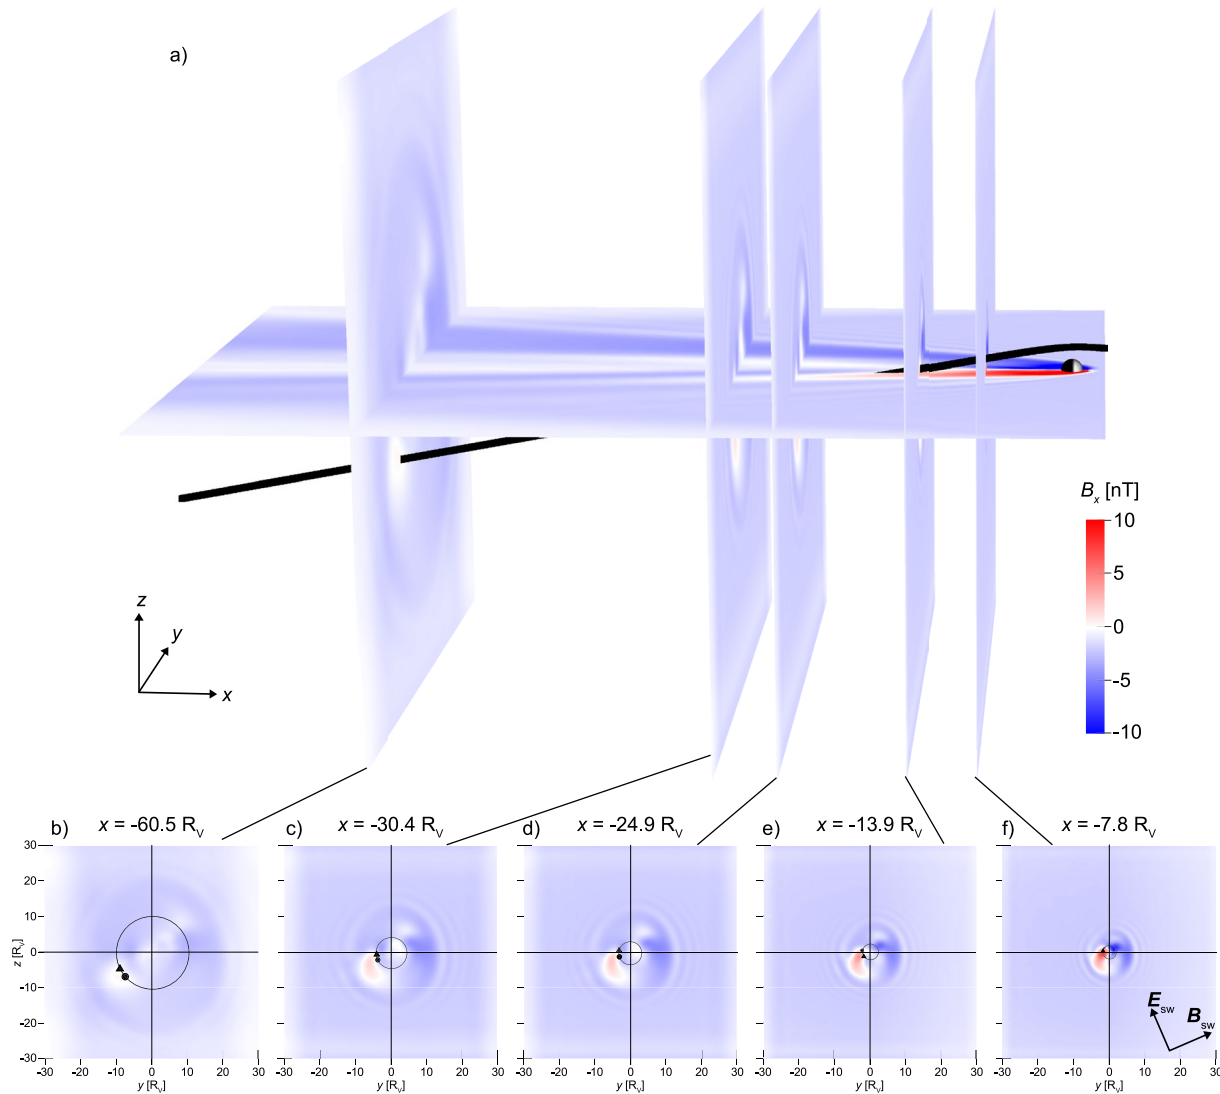 a)
B_x [nT]
10
5
0
-5
-10
z
y
x
b) x = -60.5 R_V
c) x = -30.4 R_V
d) x = -24.9 R_V
e) x = -13.9 R_V
f) x = -7.8 R_V
z [R_V]
30
20
10
0
-10
-20
-30
-30 -20 -10 0 10 20 30
y [R_V]
-30 -20 -10 0 10 20 30
y [R_V]
-30 -20 -10 0 10 20 30
y [R_V]
-30 -20 -10 0 10 20 30
y [R_V]
-30 -20 -10 0 10 20 30
y [R_V]
E_sw
B_sw